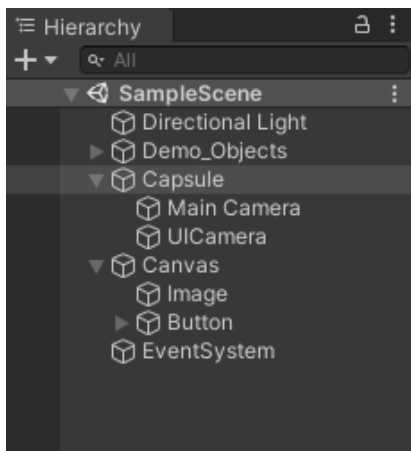 Hierarchy
All
SampleScene
Directional Light
Demo_Objects
Capsule
Main Camera
UICamera
Canvas
Image
Button
EventSystem